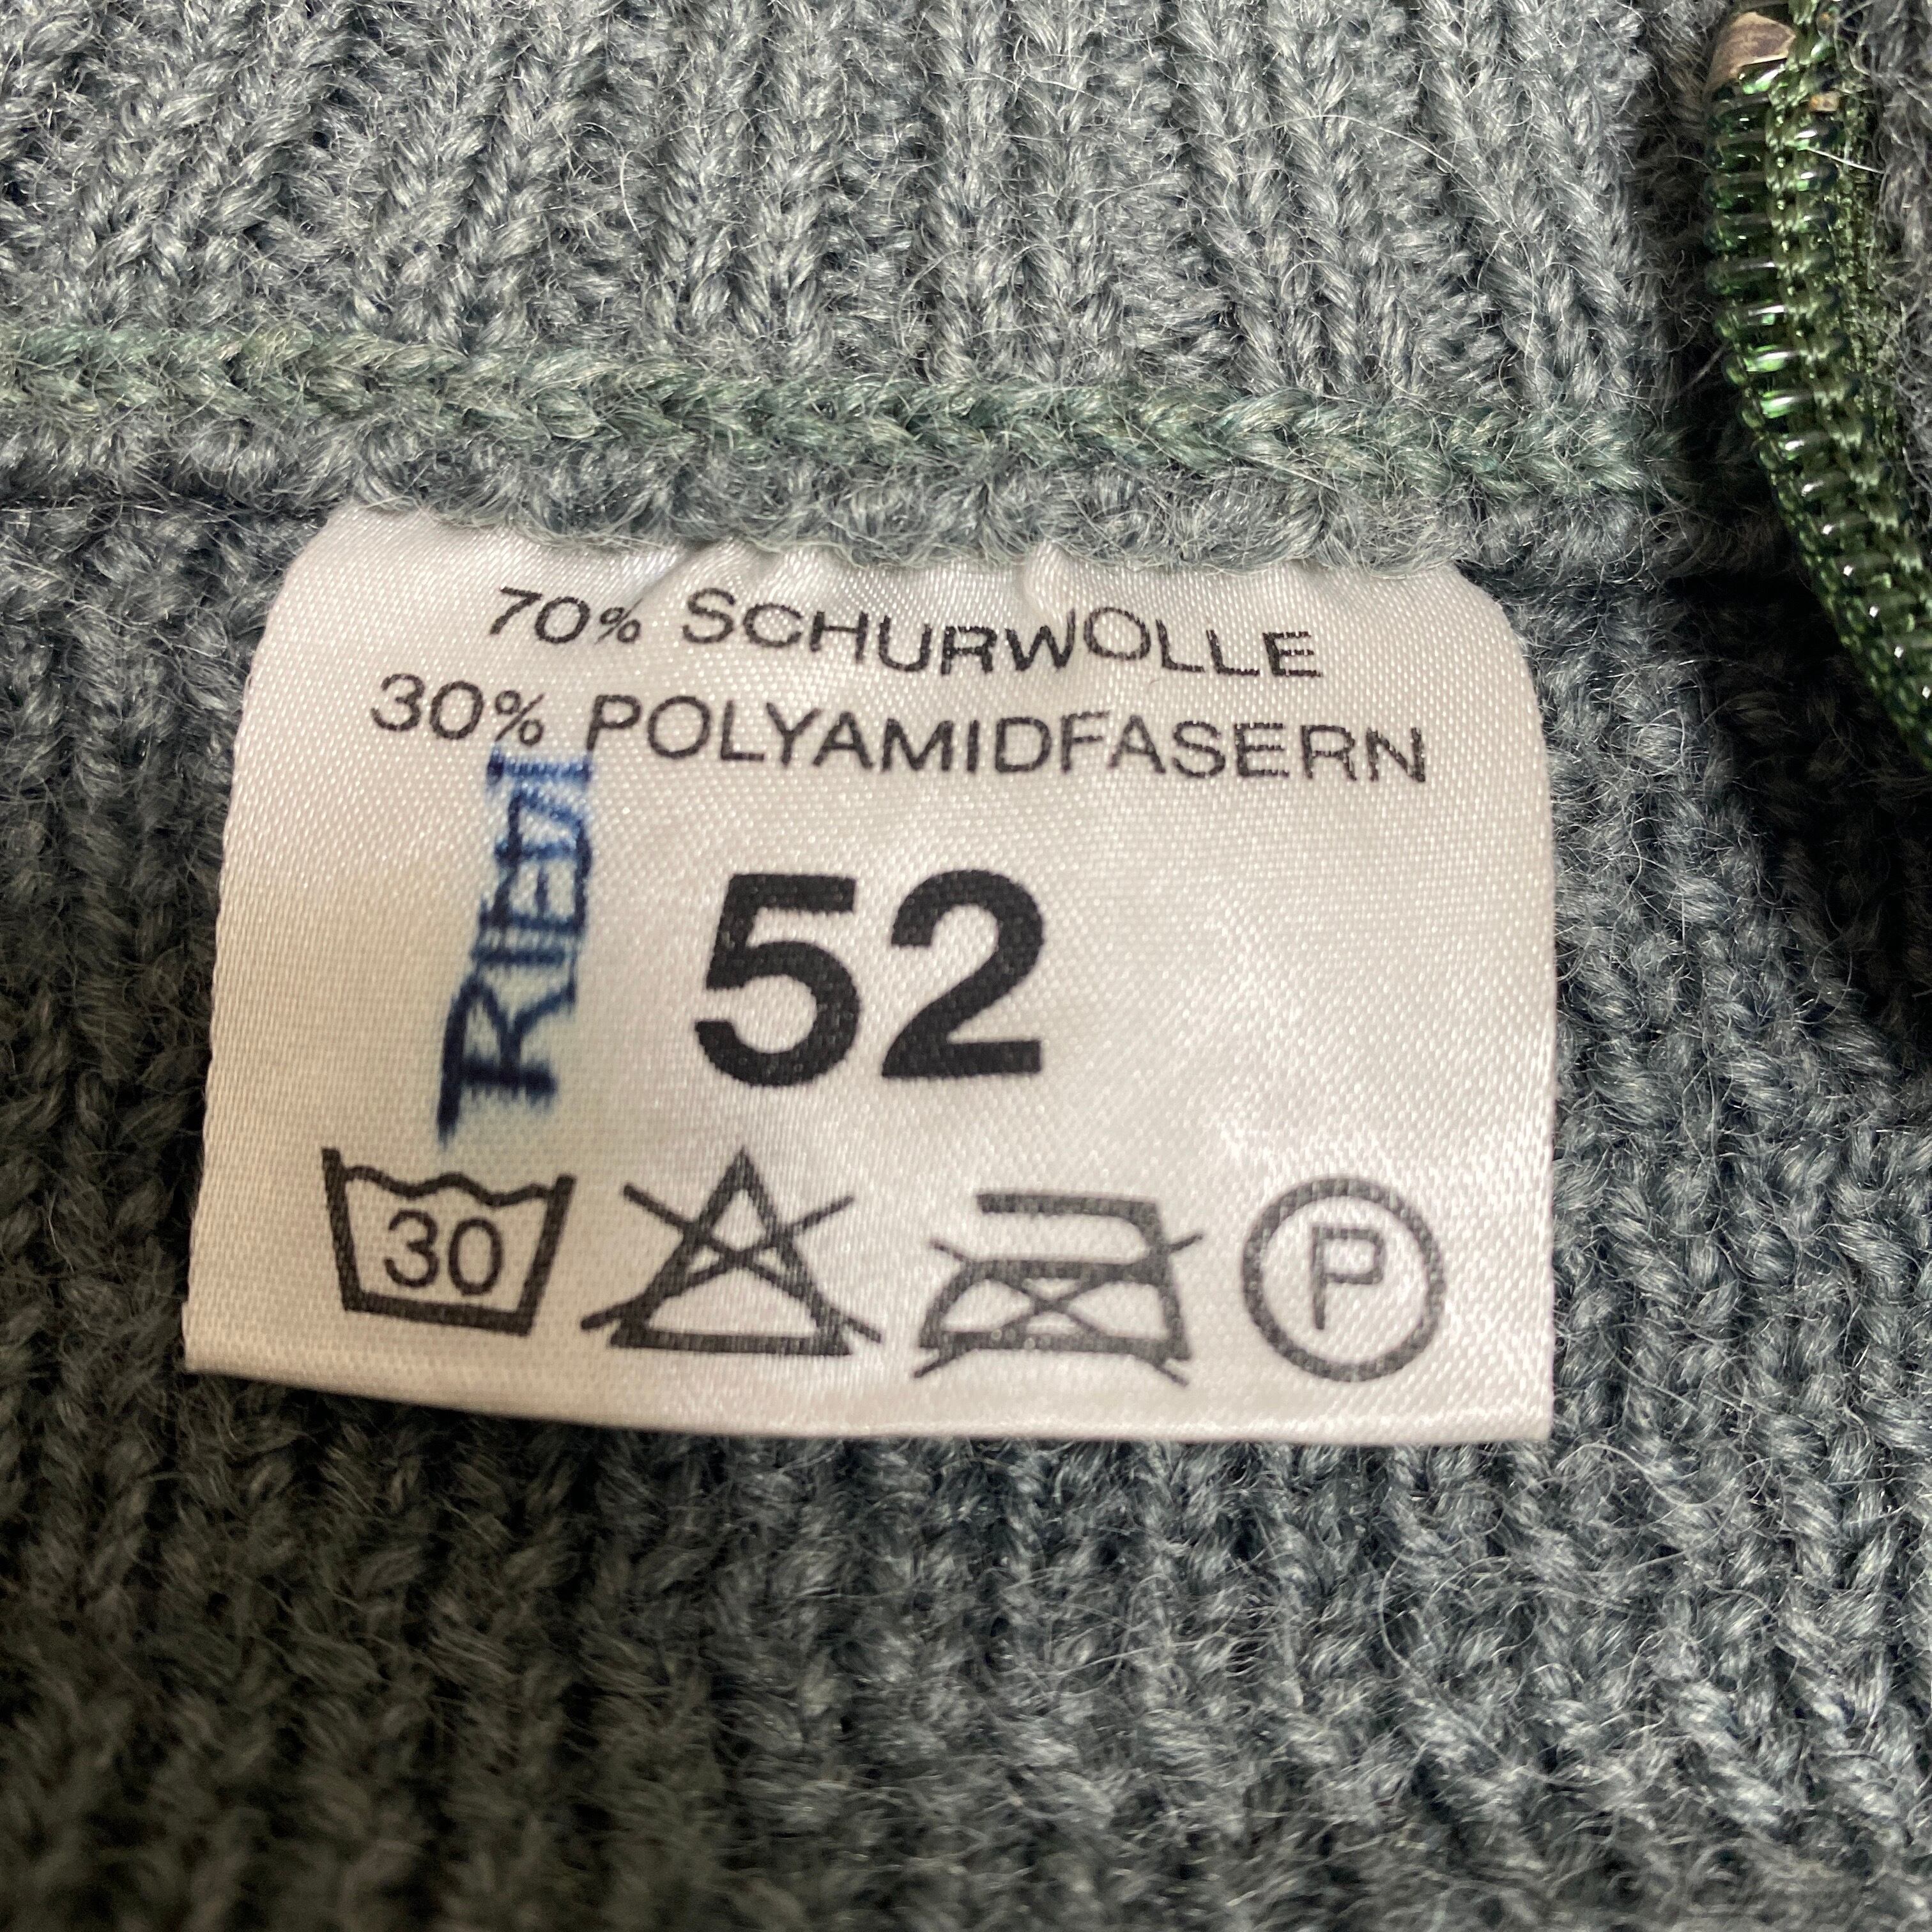 70% SCHURWOLLE
30% POLYAMIDFASERN
52
30
P